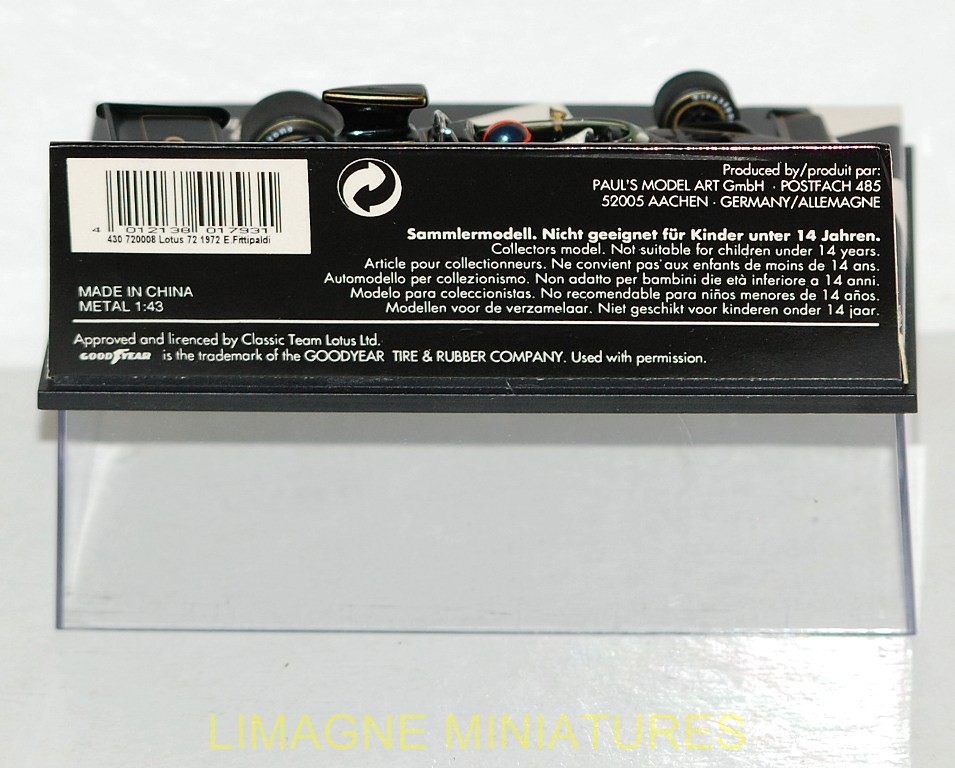 4 012138 017931
430 720008 Lotus 72 1972 E.Fittipaldi
Produced by/produit par:
PAUL'S MODEL ART GmbH · POSTFACH 485
52005 AACHEN · GERMANY/ALLEMAGNE
Sammlermodell. Nicht geeignet für Kinder unter 14 Jahren.
Collectors model. Not suitable for children under 14 years.
Article pour collectionneurs. Ne convient pas aux enfants de moins de 14 ans.
Automodello per collezionismo. Non adatto per bambini die età inferiore a 14 anni.
Modelo para coleccionistas. No recomendable para niños menores de 14 años.
Modellen voor de verzamelaar. Niet geschikt voor kinderen onder 14 jaar.
MADE IN CHINA
METAL 1:43
Approved and licenced by Classic Team Lotus Ltd.
GOODYEAR is the trademark of the GOODYEAR TIRE & RUBBER COMPANY. Used with permission.
LIMAGNE MINIATURES